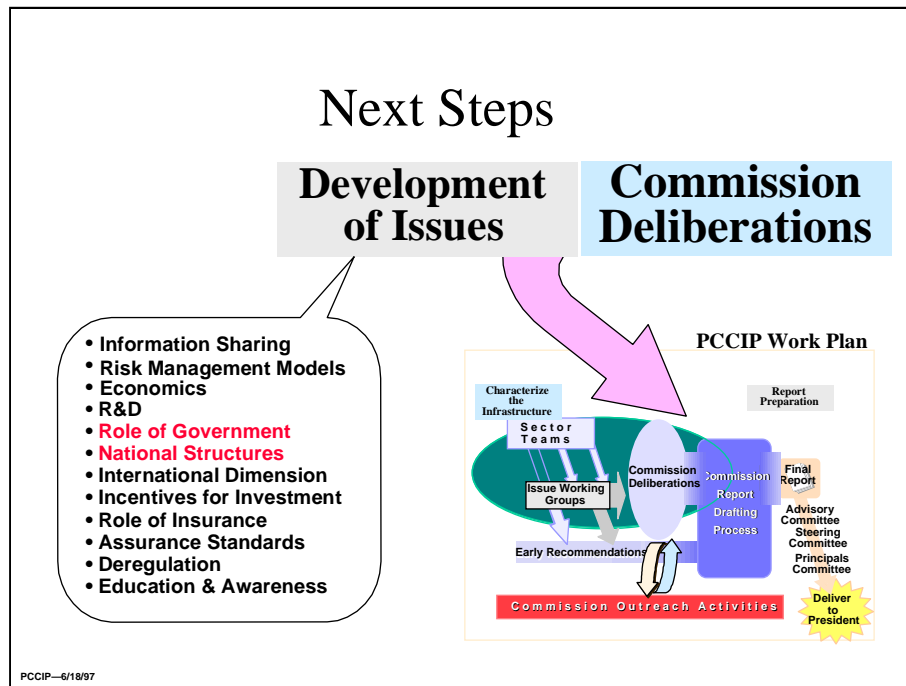 Next Steps
Development
of Issues
Commission
Deliberations
• Information Sharing
• Risk Management Models
• Economics
• R&D
• Role of Government
• National Structures
• International Dimension
• Incentives for Investment
• Role of Insurance
• Assurance Standards
• Deregulation
• Education & Awareness
PCCIP Work Plan
Characterize
the
Infrastructure
Report
Preparation
Sector
Teams
Issue Working
Groups
Commission
Deliberations
Commission
Report
Drafting
Process
Final
Report
Advisory
Committee
Steering
Committee
Principals
Committee
Early Recommendations
Commission Outreach Activities
Deliver
to
President
PCCIP—6/18/97